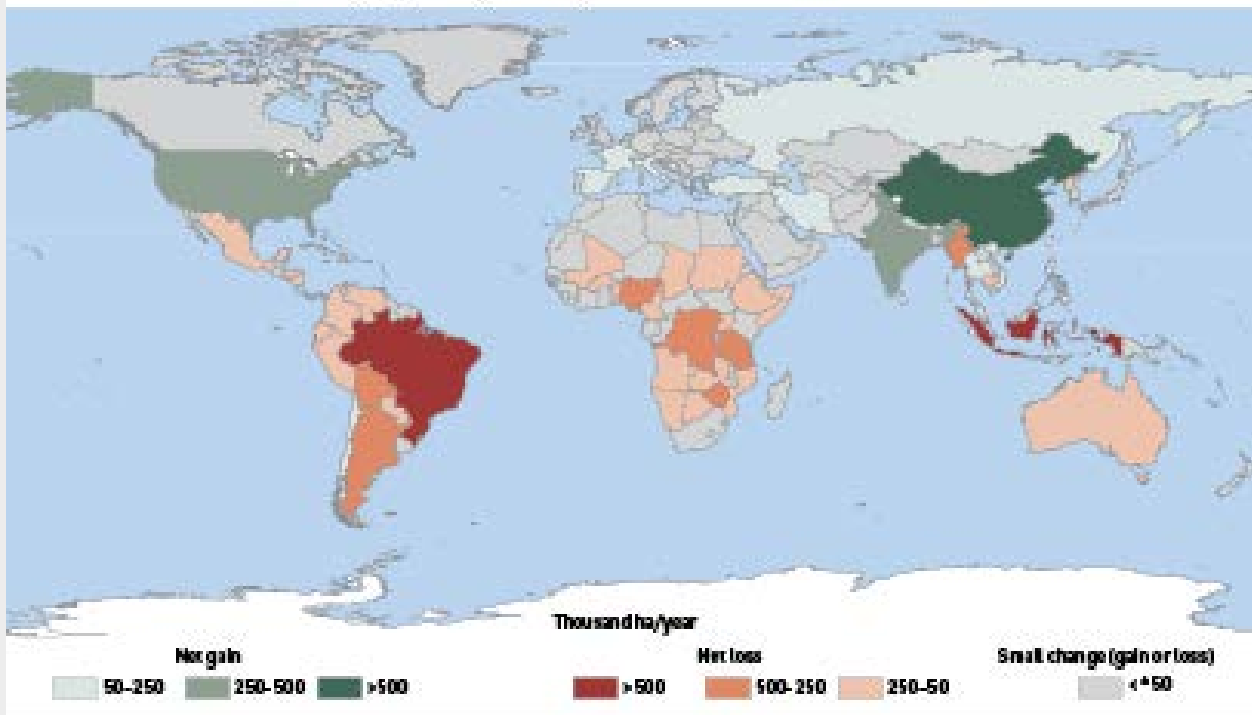 Thousand ha/year
Net gain
50-250
250-500
>500
Net loss
>500
500-250
250-50
Small change (gain or loss)
<*50